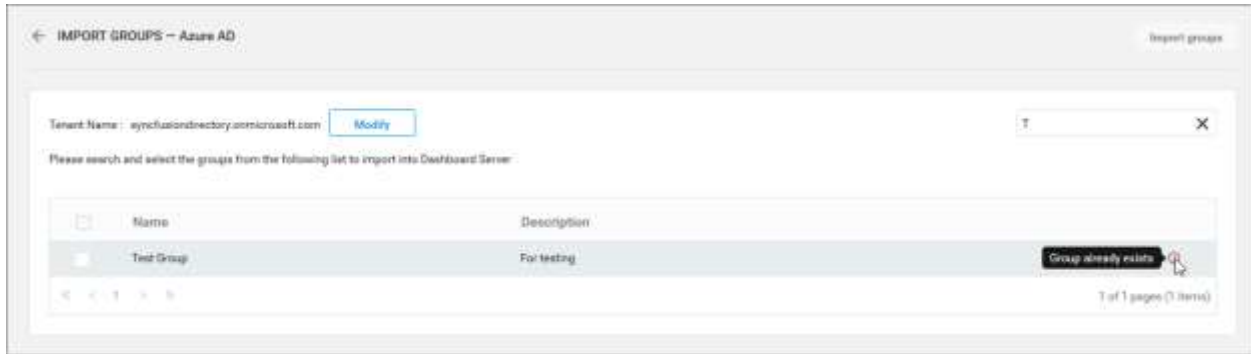 IMPORT GROUPS — Azure AD
Import groups
Tenant Name : syncfusiondirectory.onmicrosoft.com Modify
T
Please search and select the groups from the following list to import into Dashboard Server
Name Description
Test Group For testing Group already exists
1
1 of 1 pages (1 items)